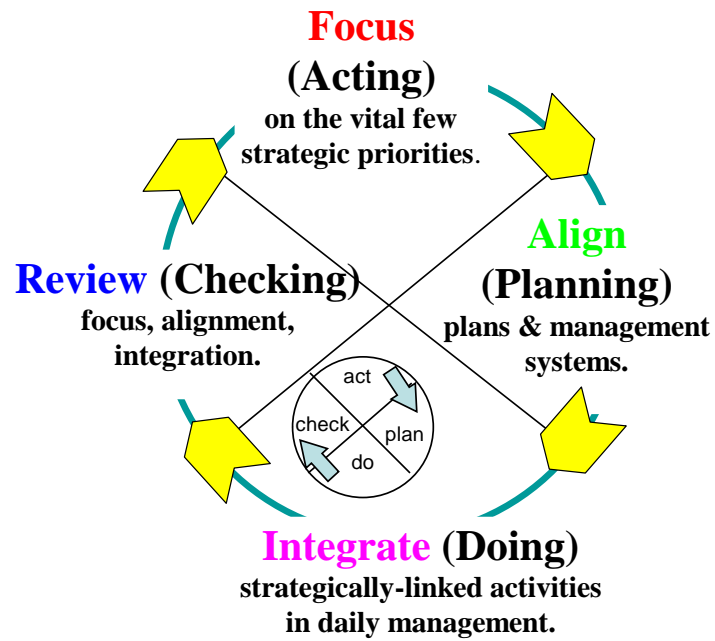 Focus
(Acting)
on the vital few
strategic priorities.
Align
(Planning)
plans & management
systems.
Review (Checking)
focus, alignment,
integration.
act
check
plan
do
Integrate (Doing)
strategically-linked activities
in daily management.